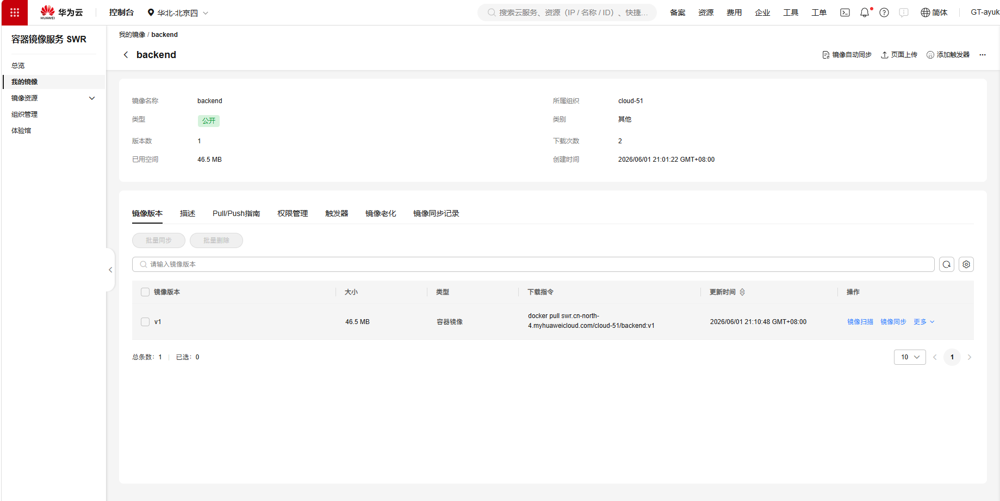 HUAWEI 华为云 控制台 华北-北京四 搜索云服务、资源（IP / 名称 / ID）、快捷... 备案 资源 费用 企业 工具 工单 简体 GT-ayuk
容器镜像服务 SWR
总览
我的镜像
镜像资源
组织管理
体验馆
我的镜像 / backend
backend 镜像自动同步 页面上传 添加触发器 ...
镜像名称 backend 所属组织 cloud-51
类型 公开 类别 其他
版本数 1 下载次数 2
已用空间 46.5 MB 创建时间 2026/06/01 21:01:22 GMT+08:00
镜像版本 描述 Pull/Push指南 权限管理 触发器 镜像老化 镜像同步记录
批量同步 批量删除
请输入镜像版本
镜像版本 大小 类型 下载指令 更新时间 操作
v1 46.5 MB 容器镜像 docker pull swr.cn-north-
4.myhuaweicloud.com/cloud-51/backend:v1 2026/06/01 21:10:48 GMT+08:00 镜像扫描 镜像同步 更多
总条数：1 已选：0 10 1